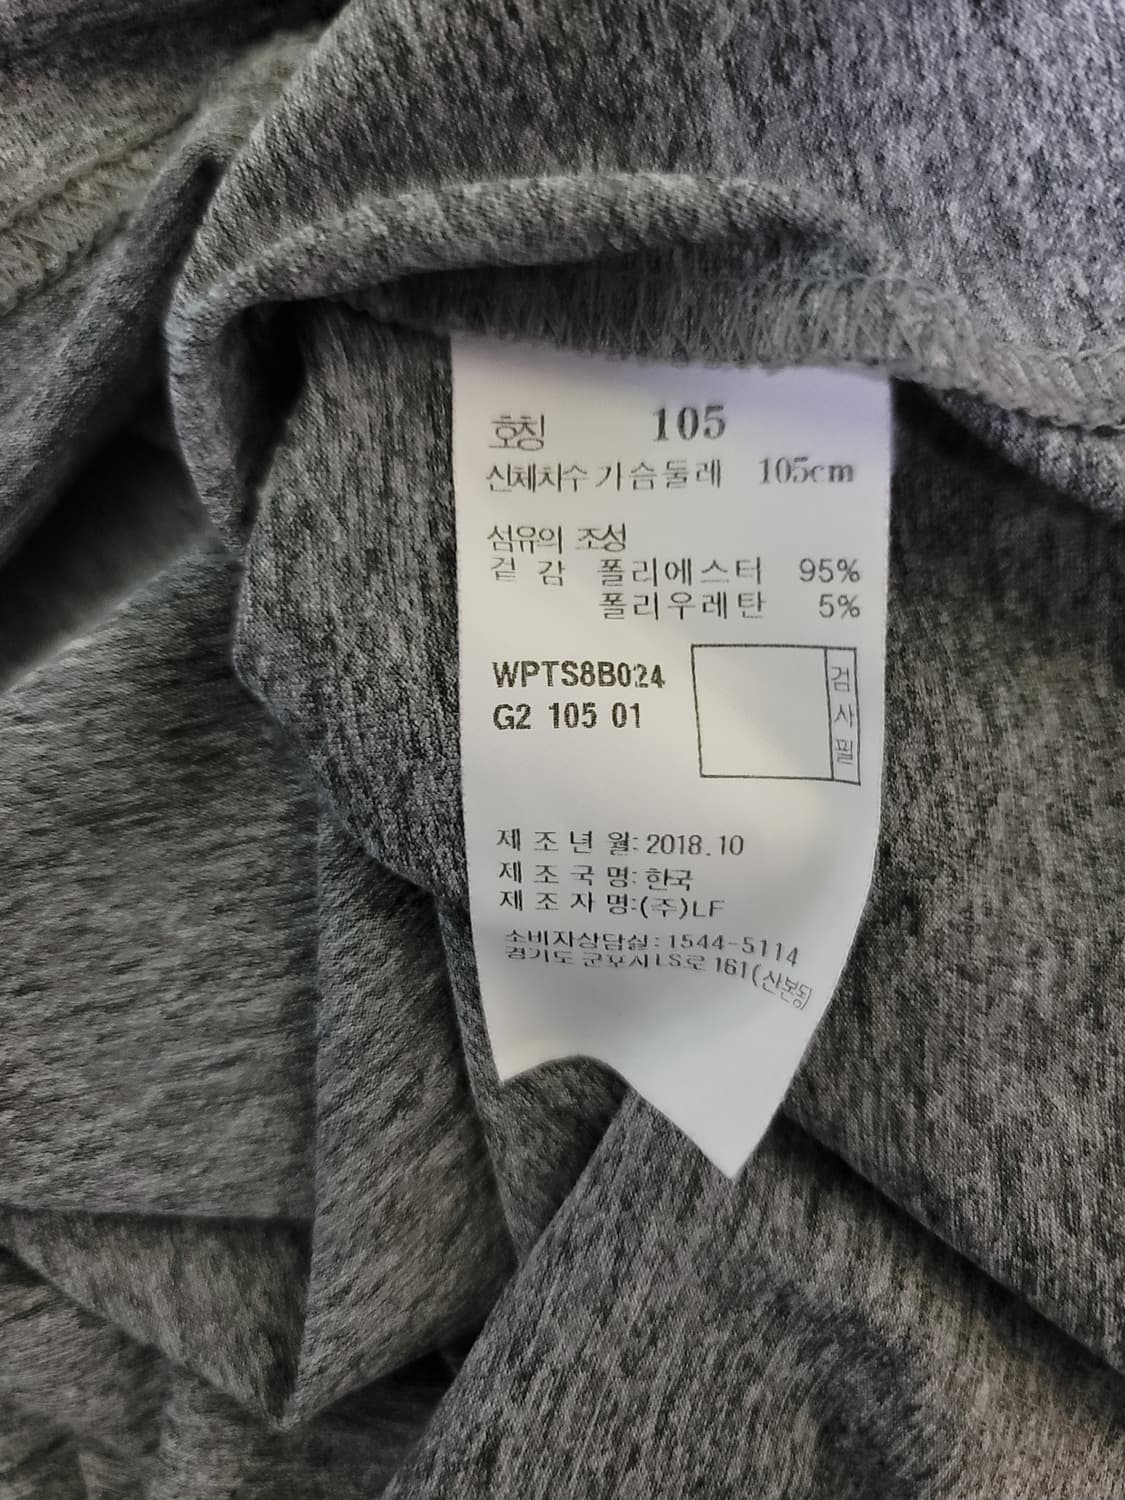 호칭 105
신체치수 가슴둘레 105cm
섬유의 조성
겉 감 폴리에스터 95%
폴리우레탄 5%
WPTS8B024
G2 105 01
검사필
제 조 년 월: 2018.10
제 조 국 명: 한국
제 조 자 명:(주)LF
소비자상담실:1544-5114
경기도 군포시 LS로 161(산본동